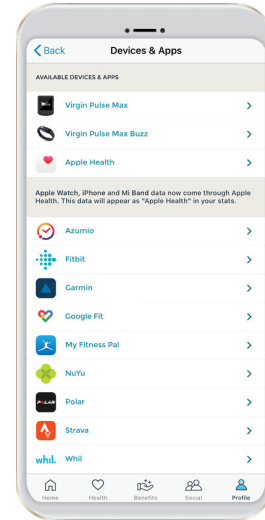 Back
Devices & Apps
AVAILABLE DEVICES & APPS
Virgin Pulse Max
Virgin Pulse Max Buzz
Apple Health
Apple Watch, iPhone and Mi Band data now come through Apple
Health. This data will appear as "Apple Health" in your stats.
Azumio
Fitbit
Garmin
Google Fit
My Fitness Pal
NuYu
POLAR
Polar
Strava
whil.
Whil
Home
Health
Benefits
Social
Profile